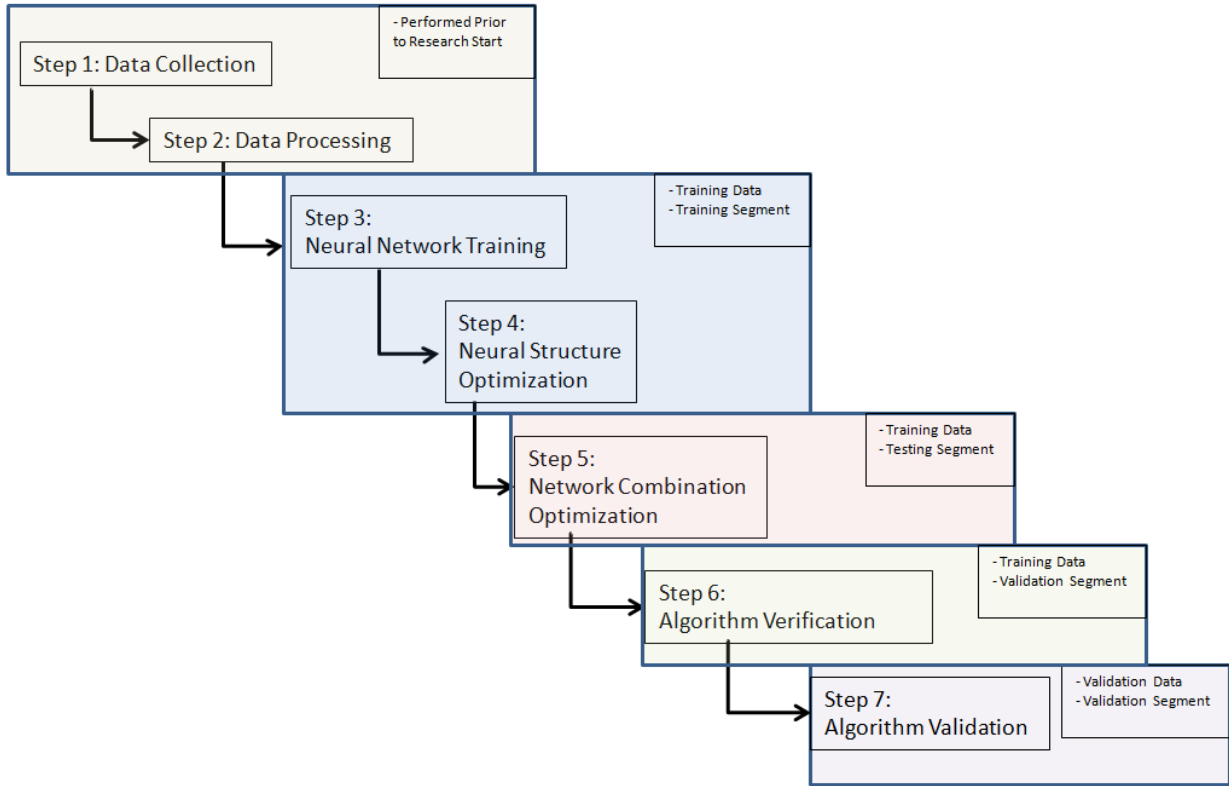 - Performed Prior
to Research Start
Step 1: Data Collection
Step 2: Data Processing
- Training Data
- Training Segment
Step 3:
Neural Network Training
Step 4:
Neural Structure
Optimization
- Training Data
- Testing Segment
Step 5:
Network Combination
Optimization
- Training Data
- Validation Segment
Step 6:
Algorithm Verification
- Validation Data
- Validation Segment
Step 7:
Algorithm Validation